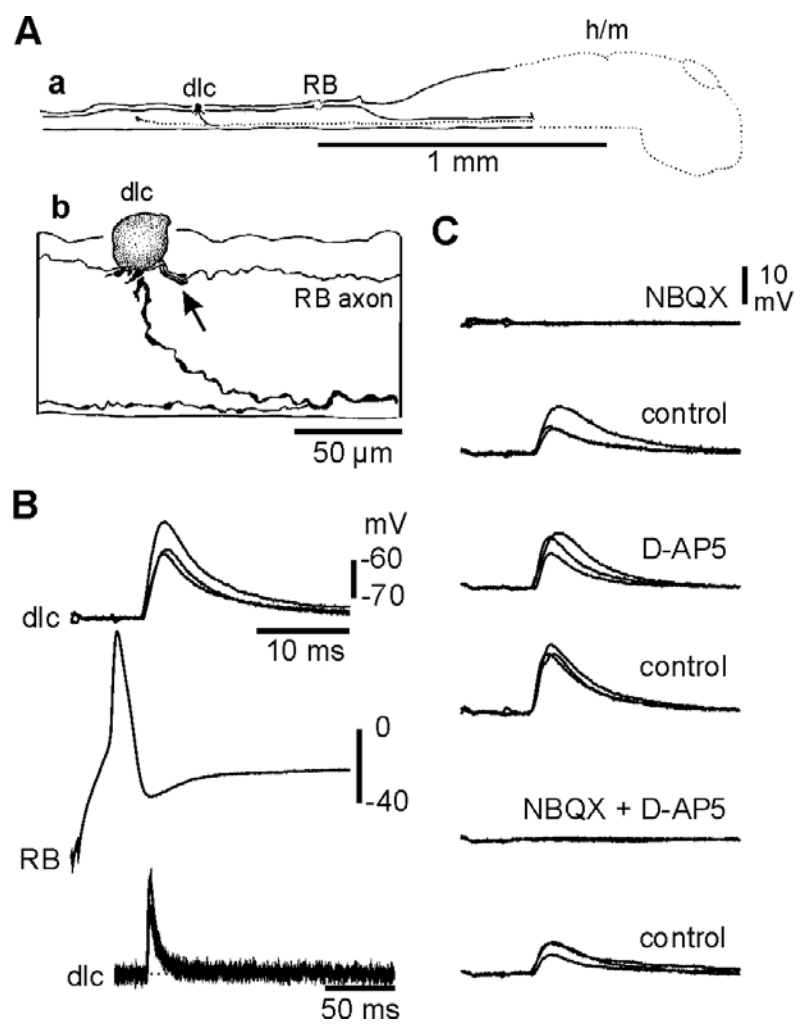 A
h/m
a
dlc
RB
1 mm
b
dlc
RB axon
50 µm
B
mV
-60
-70
dlc
10 ms
0
-40
RB
dlc
50 ms
C
10
mV
NBQX
control
D-AP5
control
NBQX + D-AP5
control